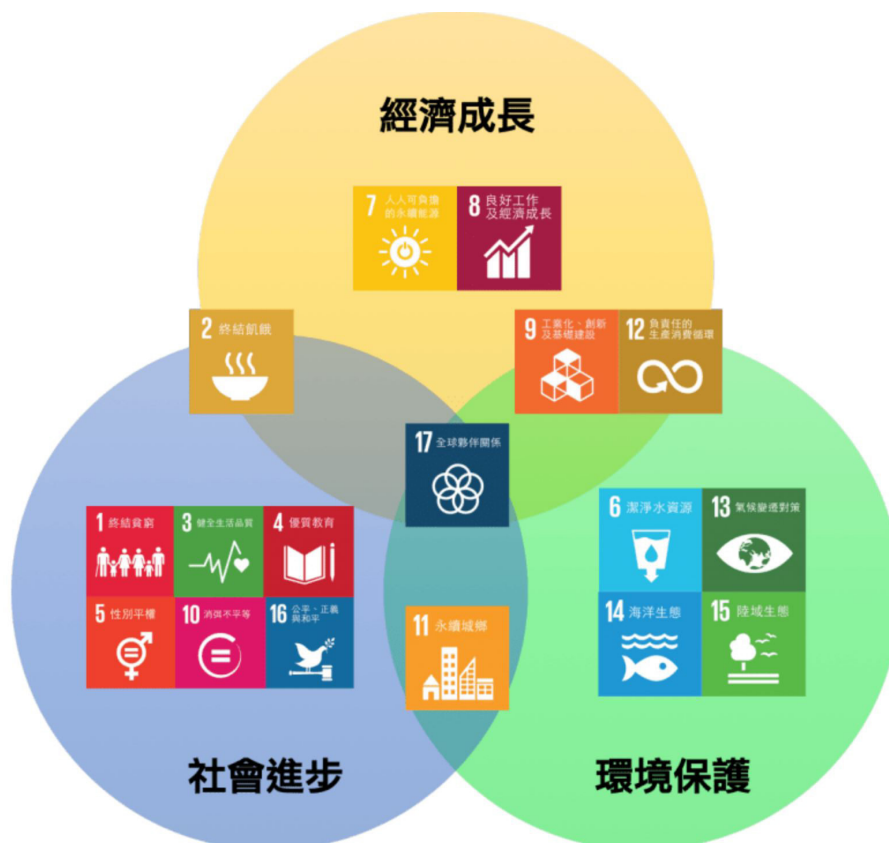 經濟成長
7 人人可負擔
的永續能源
8 良好工作
及經濟成長
2 終結飢餓
9 工業化、創新
及基礎建設
12 負責任的
生產消費循環
17 全球夥伴關係
1 終結貧窮
3 健全生活品質
4 優質教育
5 性別平權
10 消弭不平等
16 公平、正義
與和平
11 永續城鄉
6 潔淨水資源
13 氣候變遷對策
14 海洋生態
15 陸域生態
社會進步
環境保護